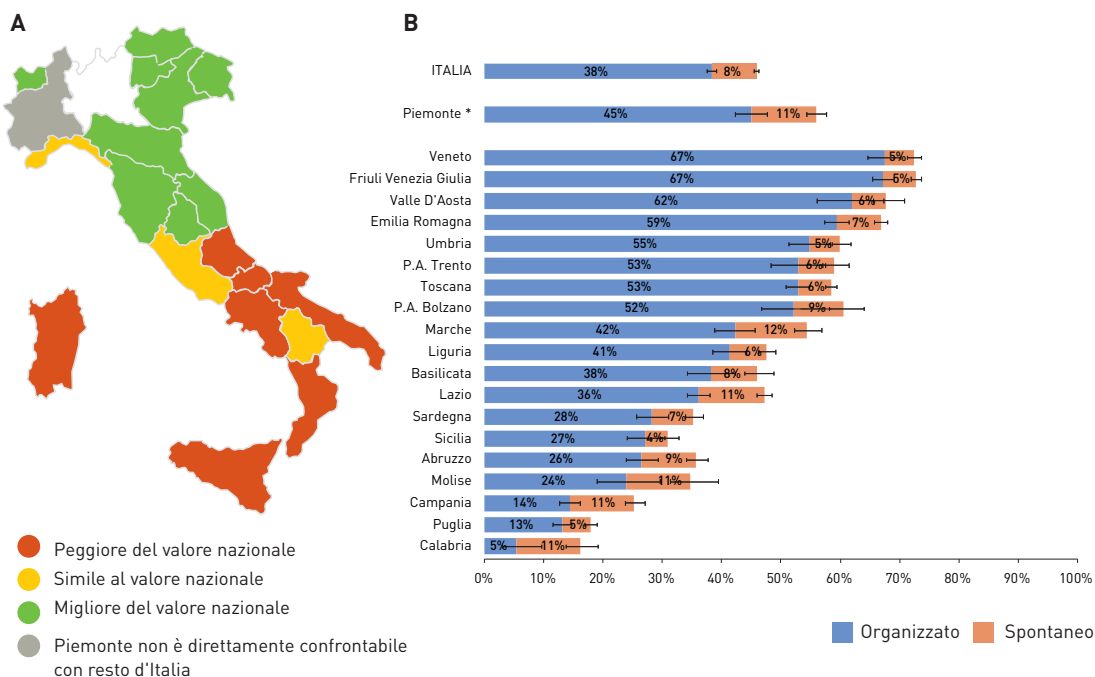 A
Peggiore del valore nazionale
Simile al valore nazionale
Migliore del valore nazionale
Piemonte non è direttamente confrontabile
con resto d'Italia
B
ITALIA 38% 8%
Piemonte * 45% 11%
Veneto 67% 5%
Friuli Venezia Giulia 67% 5%
Valle D'Aosta 62% 6%
Emilia Romagna 59% 7%
Umbria 55% 5%
P.A. Trento 53% 6%
Toscana 53% 6%
P.A. Bolzano 52% 9%
Marche 42% 12%
Liguria 41% 6%
Basilicata 38% 8%
Lazio 36% 11%
Sardegna 28% 7%
Sicilia 27% 4%
Abruzzo 26% 9%
Molise 24% 11%
Campania 14% 11%
Puglia 13% 5%
Calabria 5% 11%
0% 10% 20% 30% 40% 50% 60% 70% 80% 90% 100%
Organizzato Spontaneo